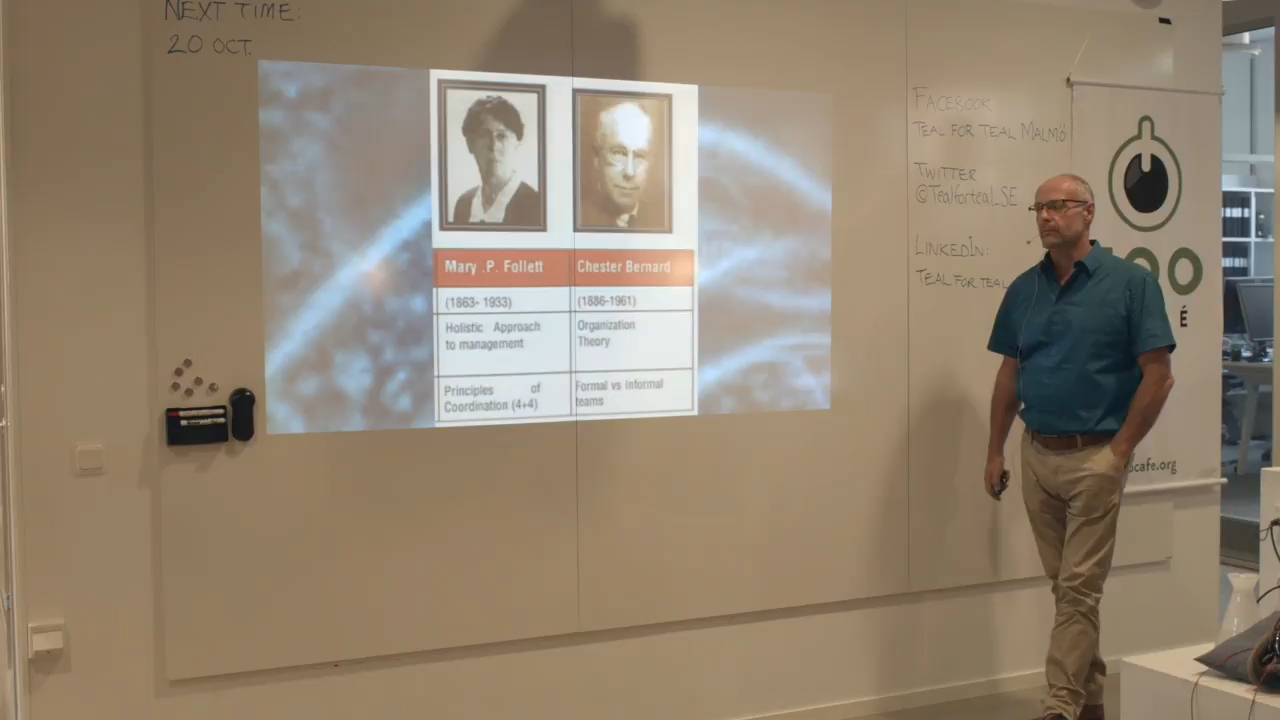 NEXT TIME:
20 OCT.
Mary .P. Follett
Chester Bernard
(1863- 1933)
(1886-1961)
Holistic Approach
to management
Organization
Theory
Principles of
Coordination (4+4)
Formal vs Informal
teams
FACEBOOK
TEAL FOR TEAL MALMÖ
TWITTER
@TealforteaLSE
LINKEDIN:
TEAL FOR TEAL
É
cafe.org